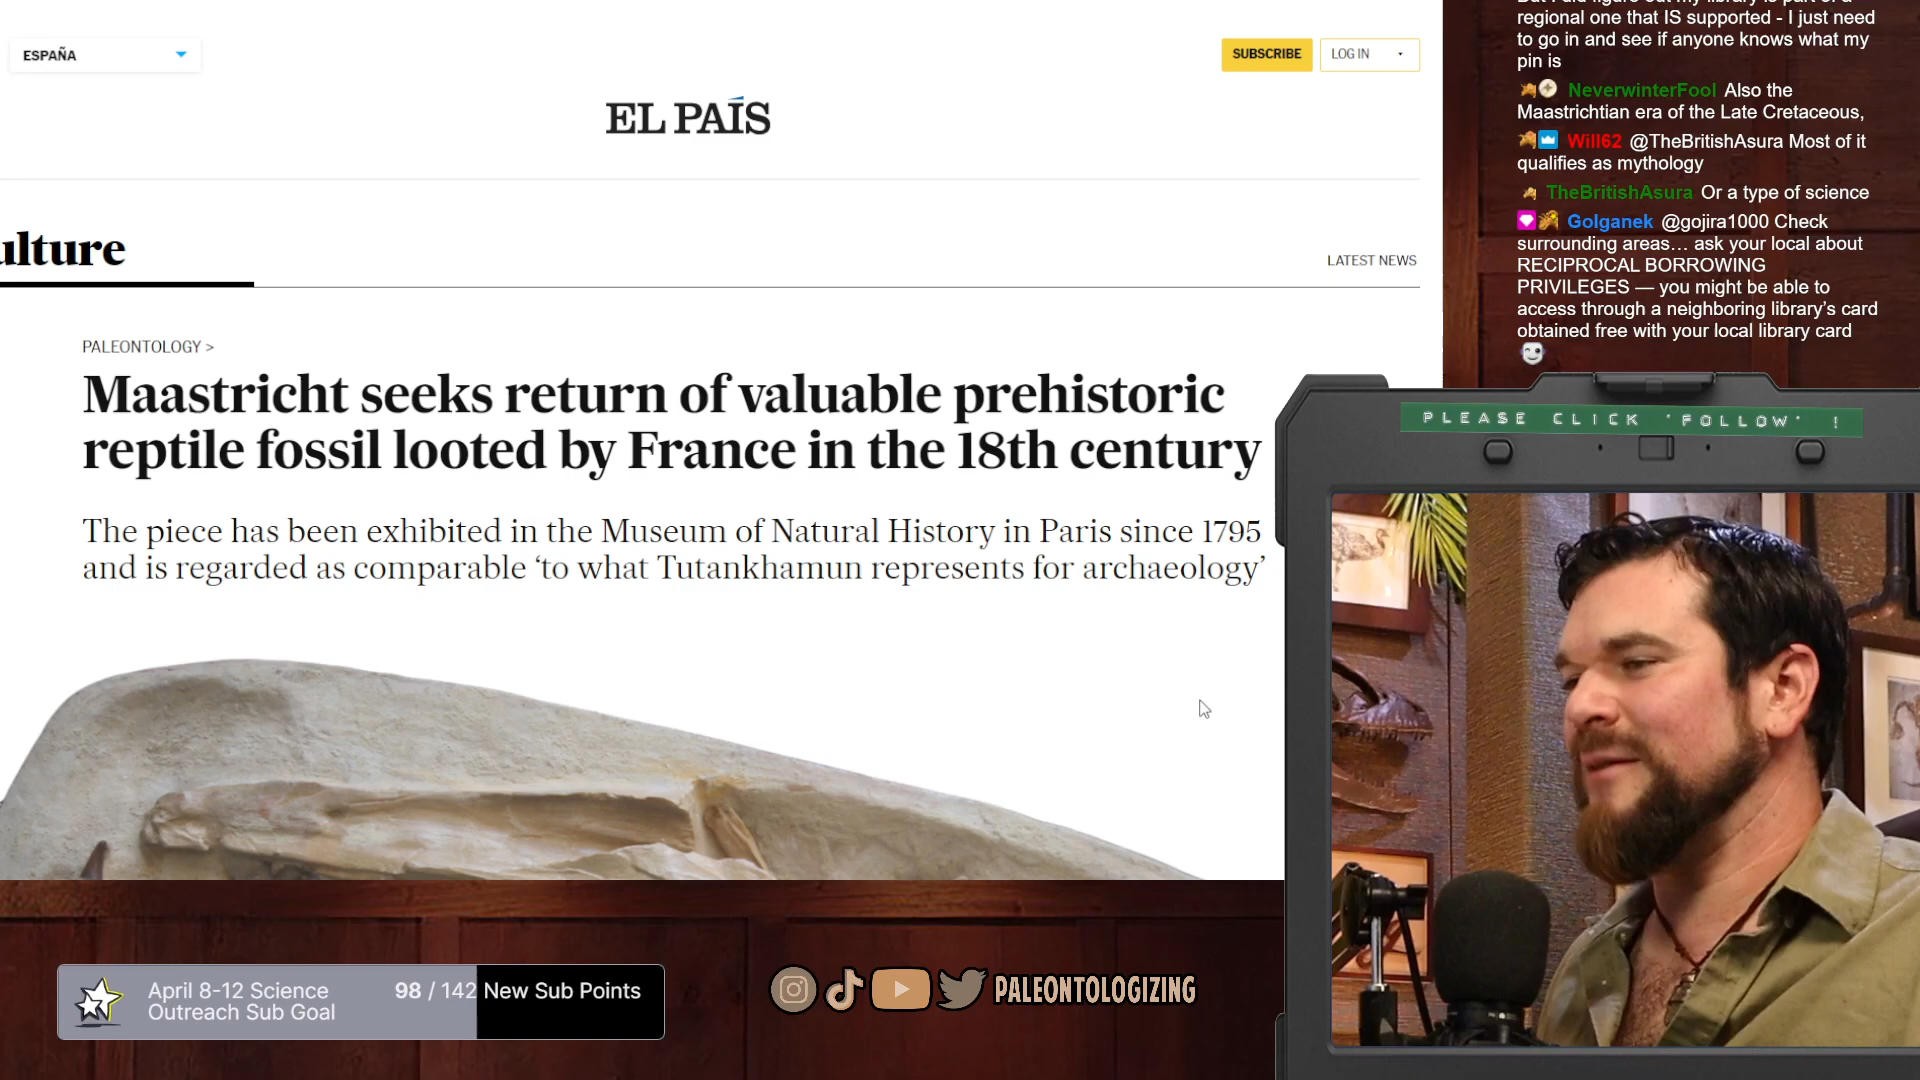 ESPAÑA
SUBSCRIBE
LOG IN
EL PAÍS
ulture
LATEST NEWS
PALEONTOLOGY >
Maastricht seeks return of valuable prehistoric
reptile fossil looted by France in the 18th century
The piece has been exhibited in the Museum of Natural History in Paris since 1795
and is regarded as comparable ‘to what Tutankhamun represents for archaeology’
regional one that IS supported - I just need
to go in and see if anyone knows what my
pin is
NeverwinterFool Also the
Maastrichtian era of the Late Cretaceous,
Will62 @TheBritishAsura Most of it
qualifies as mythology
TheBritishAsura Or a type of science
Golganek @gojira1000 Check
surrounding areas… ask your local about
RECIPROCAL BORROWING
PRIVILEGES — you might be able to
access through a neighboring library’s card
obtained free with your local library card
PLEASE CLICK 'FOLLOW' !
April 8-12 Science
Outreach Sub Goal
98 / 142 New Sub Points
PALEONTOLOGIZING